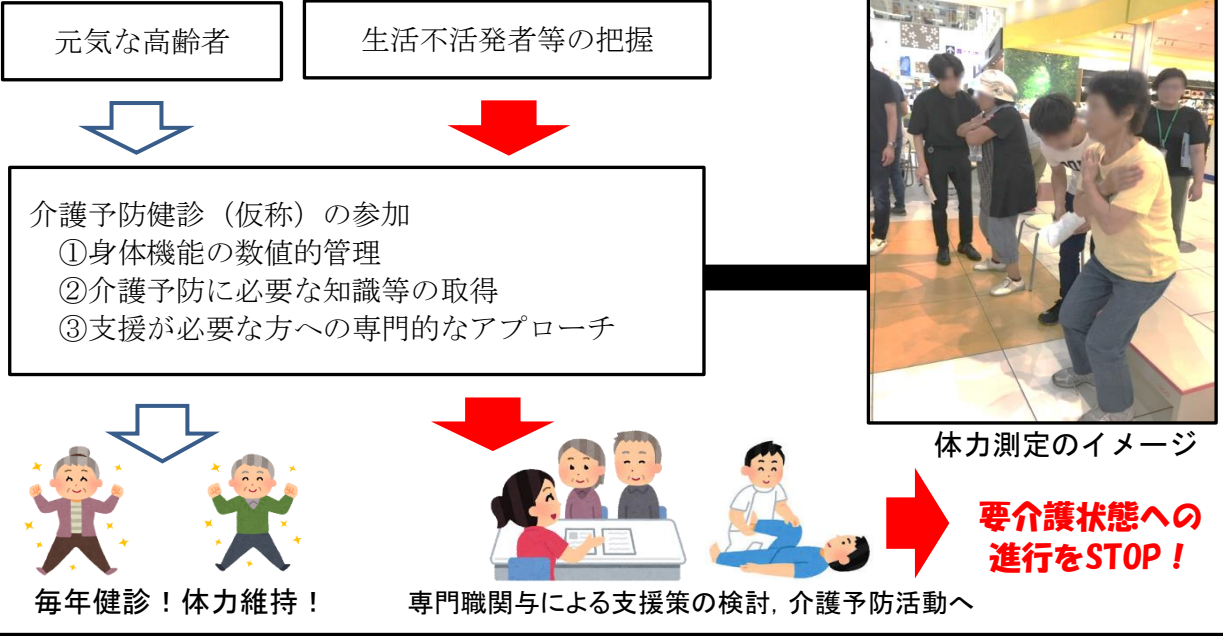 元気な高齢者
生活不活発者等の把握
介護予防健診（仮称）の参加
①身体機能の数値的管理
②介護予防に必要な知識等の取得
③支援が必要な方への専門的なアプローチ
体力測定のイメージ
毎年健診！体力維持！
専門職関与による支援策の検討，介護予防活動へ
要介護状態への
進行をSTOP！